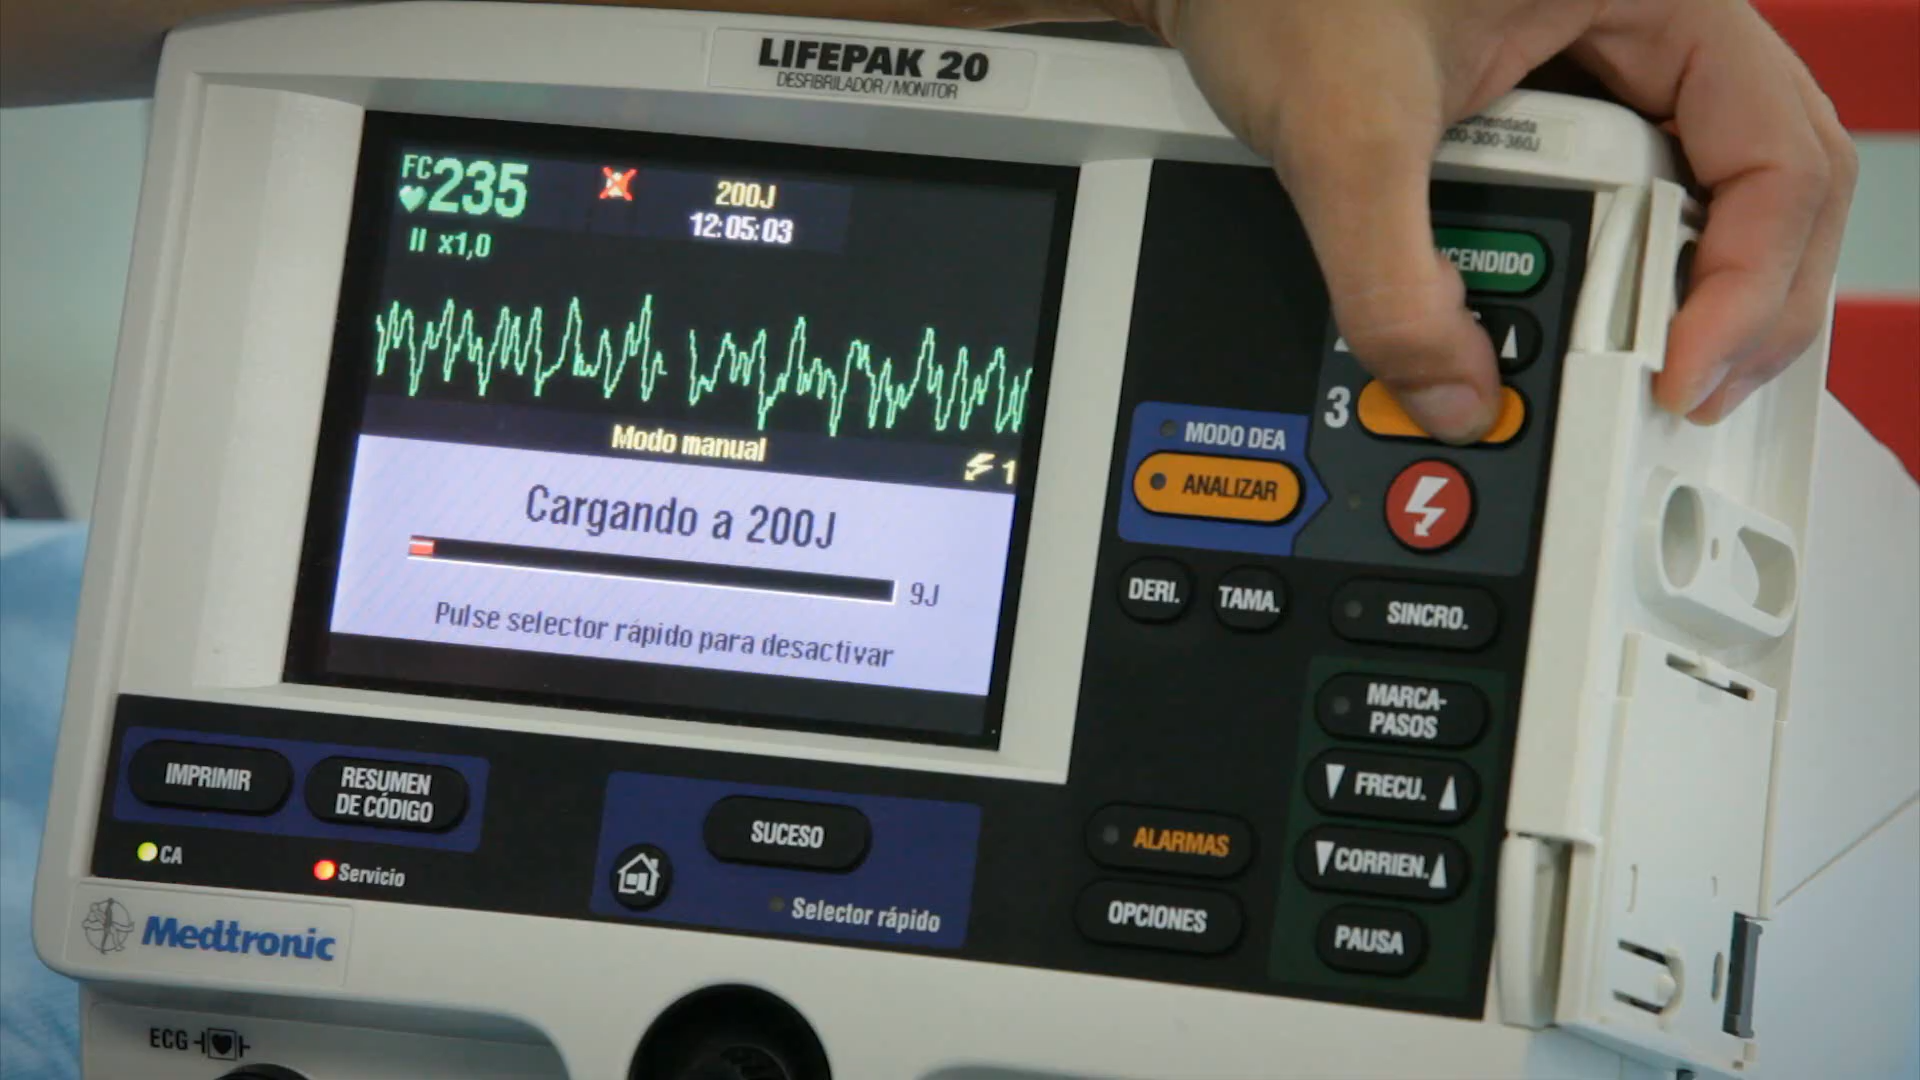 LIFEPAK 20
DESFIBRILADOR/MONITOR
FC 235
200J
12:05:03
II x1,0
Modo manual
1
Cargando a 200J
9J
Pulse selector rápido para desactivar
3
MODO DEA
ANALIZAR
DERI.
TAMA.
SINCRO.
MARCA-
PASOS
FRECU.
CORRIEN.
PAUSA
ALARMAS
OPCIONES
IMPRIMIR
RESUMEN
DE CÓDIGO
SUCESO
Selector rápido
CA
Servicio
Medtronic
ECG